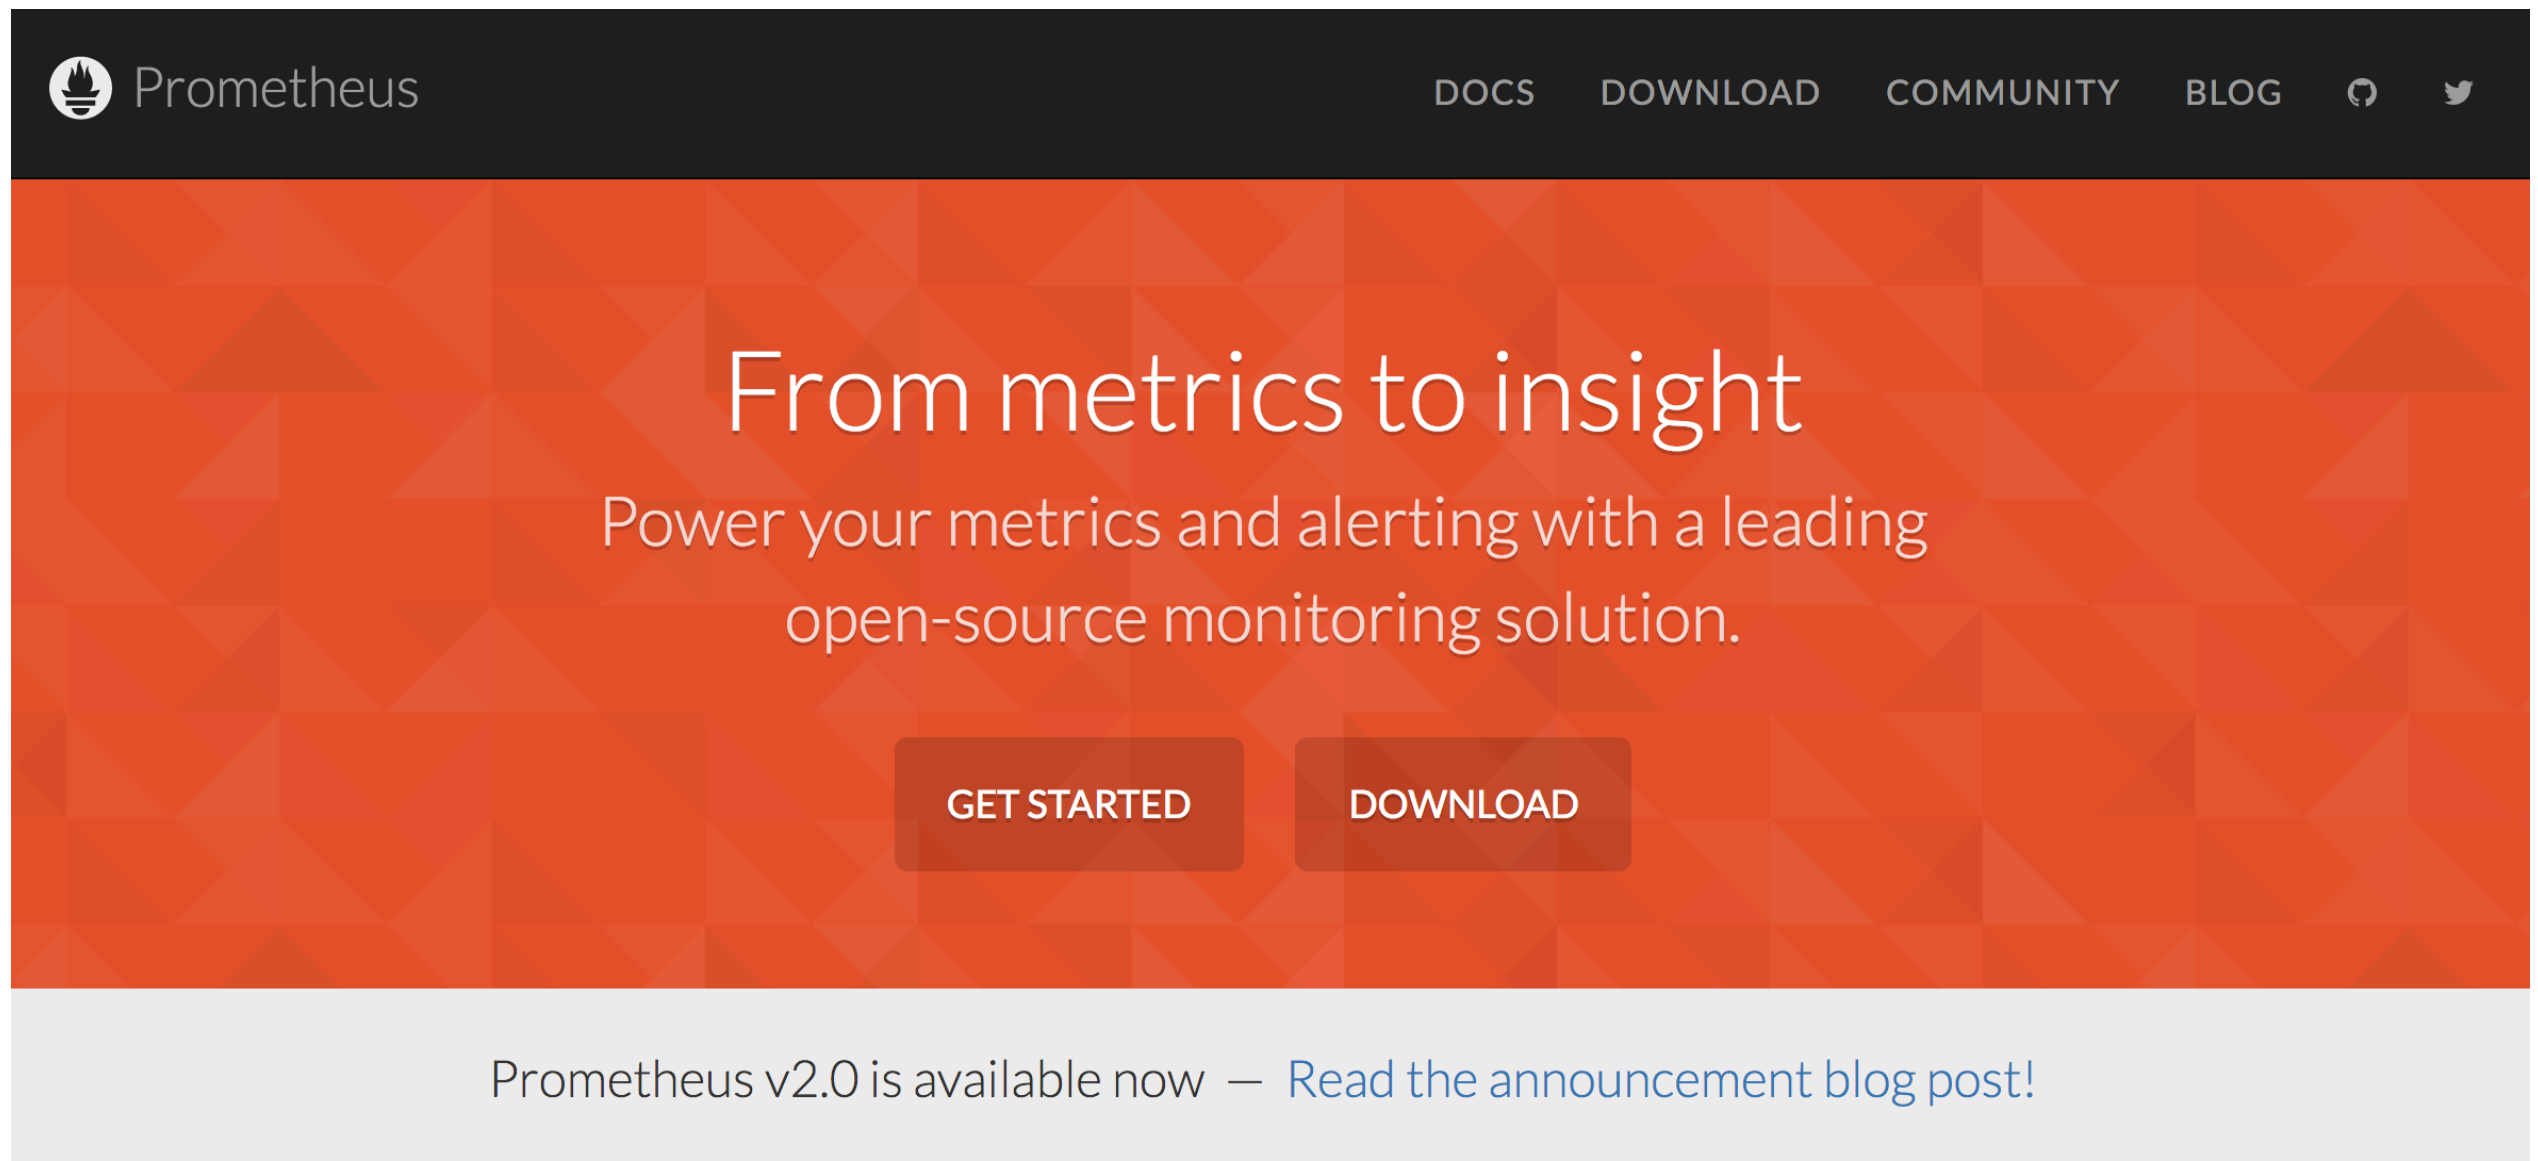 Prometheus
DOCS DOWNLOAD COMMUNITY BLOG
From metrics to insight
Power your metrics and alerting with a leading
open-source monitoring solution.
GET STARTED DOWNLOAD
Prometheus v2.0 is available now — Read the announcement blog post!